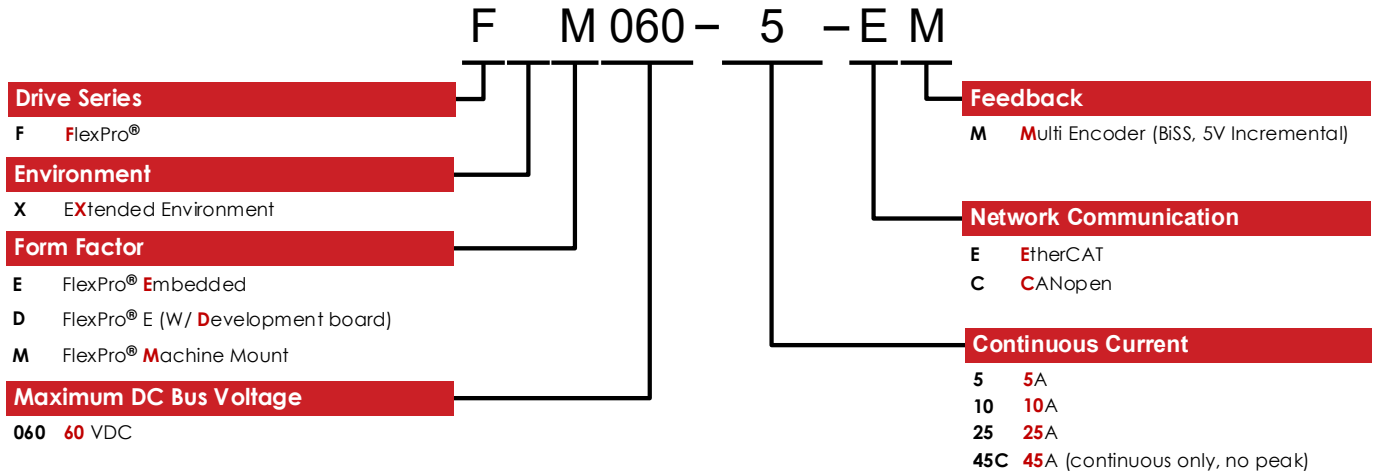 F M 060 – 5 – E M
Drive Series
F FlexPro®
Environment
X EXtended Environment
Form Factor
E FlexPro® Embedded
D FlexPro® E (W/ Development board)
M FlexPro® Machine Mount
Maximum DC Bus Voltage
060 60 VDC
Feedback
M Multi Encoder (BiSS, 5V Incremental)
Network Communication
E EtherCAT
C CANopen
Continuous Current
5 5A
10 10A
25 25A
45C 45A (continuous only, no peak)